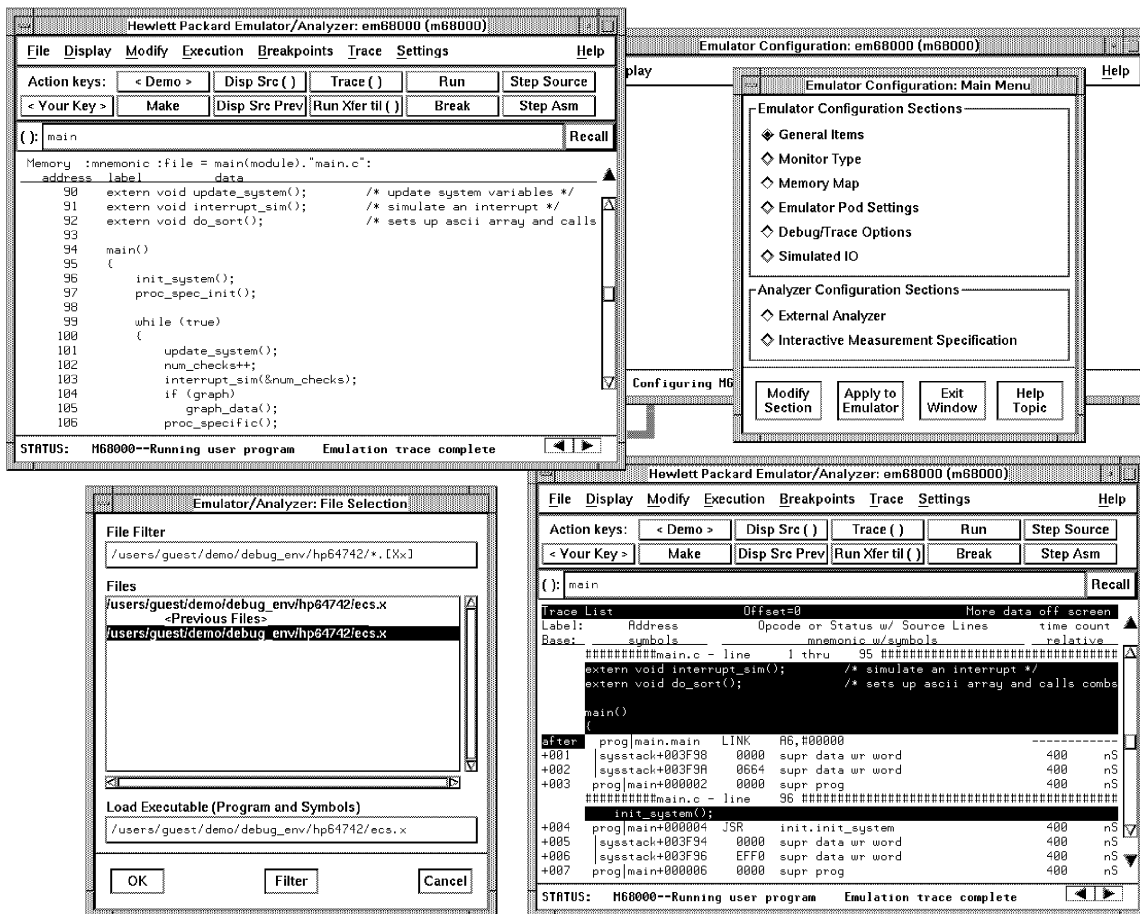 Hewlett Packard Emulator/Analyzer: em68000 (m68000)
File Display Modify Execution Breakpoints Trace Settings Help
Action keys: < Demo > Disp Src ( ) Trace ( ) Run Step Source
< Your Key > Make Disp Src Prev Run Xfer til ( ) Break Step Asm
( ): main Recall
Memory :mnemonic :file = main(module)."main.c":
address label data
90 extern void update_system(); /* update system variables */
91 extern void interrupt_sim(); /* simulate an interrupt */
92 extern void do_sort(); /* sets up ascii array and calls
93
94 main()
95 {
96 init_system();
97 proc_spec_init();
98
99 while (true)
100 {
101 update_system();
102 num_checks++;
103 interrupt_sim(&num_checks);
104 if (graph)
105 graph_data();
106 proc_specific();
STATUS: M68000--Running user program Emulation trace complete
Emulator Configuration: em68000 (m68000)
play Help
Configuring M6
Emulator Configuration: Main Menu
Emulator Configuration Sections
General Items
Monitor Type
Memory Map
Emulator Pod Settings
Debug/Trace Options
Simulated IO
Analyzer Configuration Sections
External Analyzer
Interactive Measurement Specification
Modify Section Apply to Emulator Exit Window Help Topic
Emulator/Analyzer: File Selection
File Filter
/users/guest/demo/debug_env/hp64742/*.[Xx]
Files
/users/guest/demo/debug_env/hp64742/ecs.x
<Previous Files>
/users/guest/demo/debug_env/hp64742/ecs.x
Load Executable (Program and Symbols)
/users/guest/demo/debug_env/hp64742/ecs.x
OK Filter Cancel
Hewlett Packard Emulator/Analyzer: em68000 (m68000)
File Display Modify Execution Breakpoints Trace Settings Help
Action keys: < Demo > Disp Src ( ) Trace ( ) Run Step Source
< Your Key > Make Disp Src Prev Run Xfer til ( ) Break Step Asm
( ): main Recall
Trace List Offset=0 More data off screen
Label: Address Opcode or Status w/ Source Lines time count
Base: symbols mnemonic w/symbols relative
##########main.c - line 1 thru 95 #################################
extern void interrupt_sim(); /* simulate an interrupt */
extern void do_sort(); /* sets up ascii array and calls combs
main()
{
after prog|main.main LINK A6,#00000 ------------
+001 |sysstack+003F98 0000 supr data wr word 400 nS
+002 |sysstack+003F9A 0664 supr data wr word 400 nS
+003 prog|main+000002 0000 supr prog 400 nS
##########main.c - line 96 ############################################
init_system();
+004 prog|main+000004 JSR init.init_system 400 nS
+005 |sysstack+003F94 0000 supr data wr word 400 nS
+006 |sysstack+003F96 EFF0 supr data wr word 400 nS
+007 prog|main+000006 0000 supr prog 400 nS
STATUS: M68000--Running user program Emulation trace complete